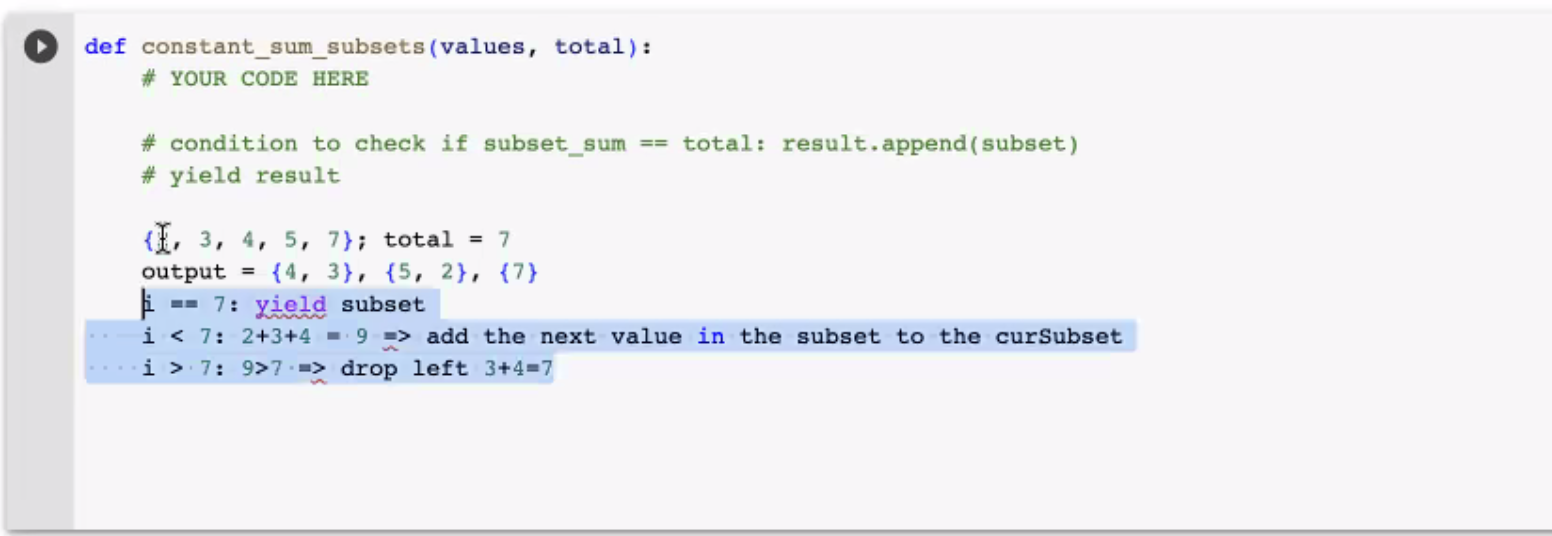 def constant_sum_subsets(values, total):
# YOUR CODE HERE
# condition to check if subset_sum == total: result.append(subset)
# yield result
{, 3, 4, 5, 7}; total = 7
output = {4, 3}, {5, 2}, {7}
i == 7: yield subset
i < 7: 2+3+4 = 9 => add the next value in the subset to the curSubset
i > 7: 9>7 => drop left 3+4=7